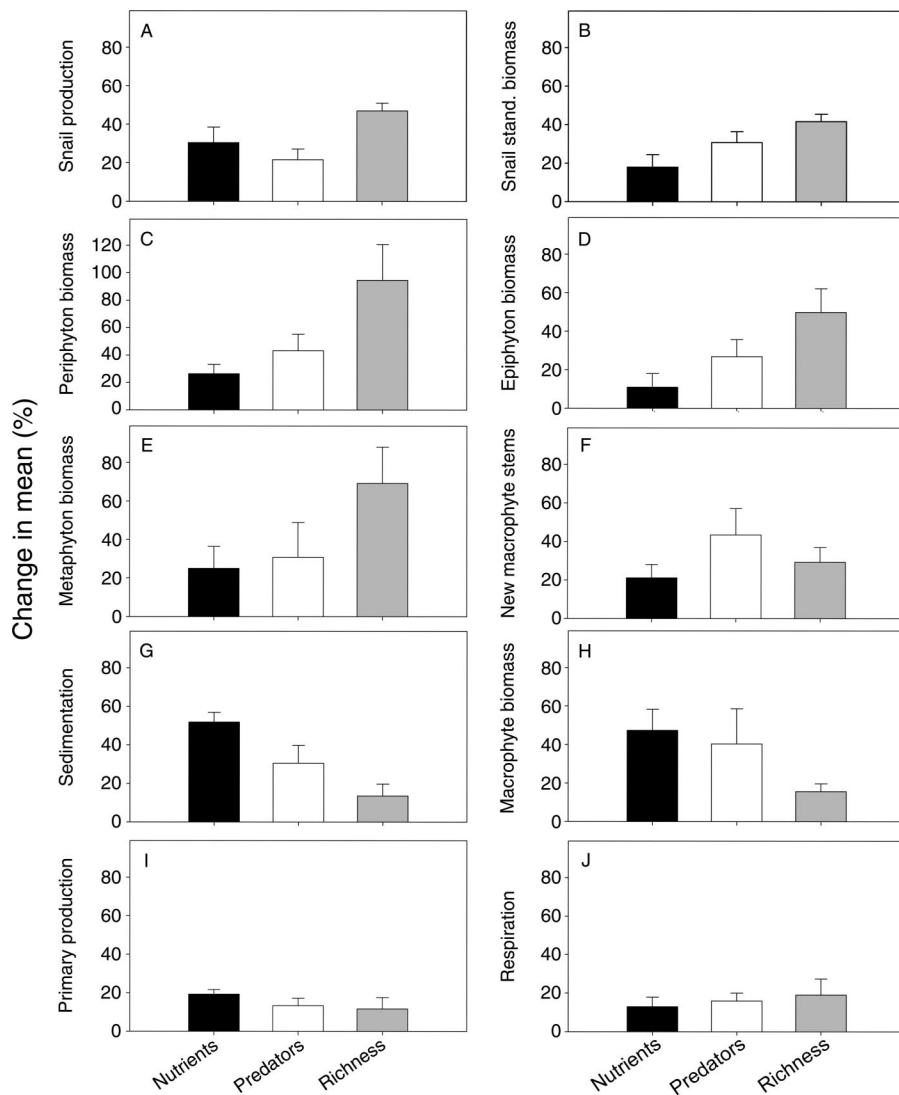 Change in mean (%)
A
Snail production
80
60
40
20
0
B
Snail stand. biomass
80
60
40
20
0
C
Periphyton biomass
120
100
80
60
40
20
0
D
Epiphyton biomass
80
60
40
20
0
E
Metaphyton biomass
80
60
40
20
0
F
New macrophyte stems
80
60
40
20
0
G
Sedimentation
80
60
40
20
0
H
Macrophyte biomass
80
60
40
20
0
I
Primary production
80
60
40
20
0
J
Respiration
80
60
40
20
0
Nutrients
Predators
Richness
Nutrients
Predators
Richness